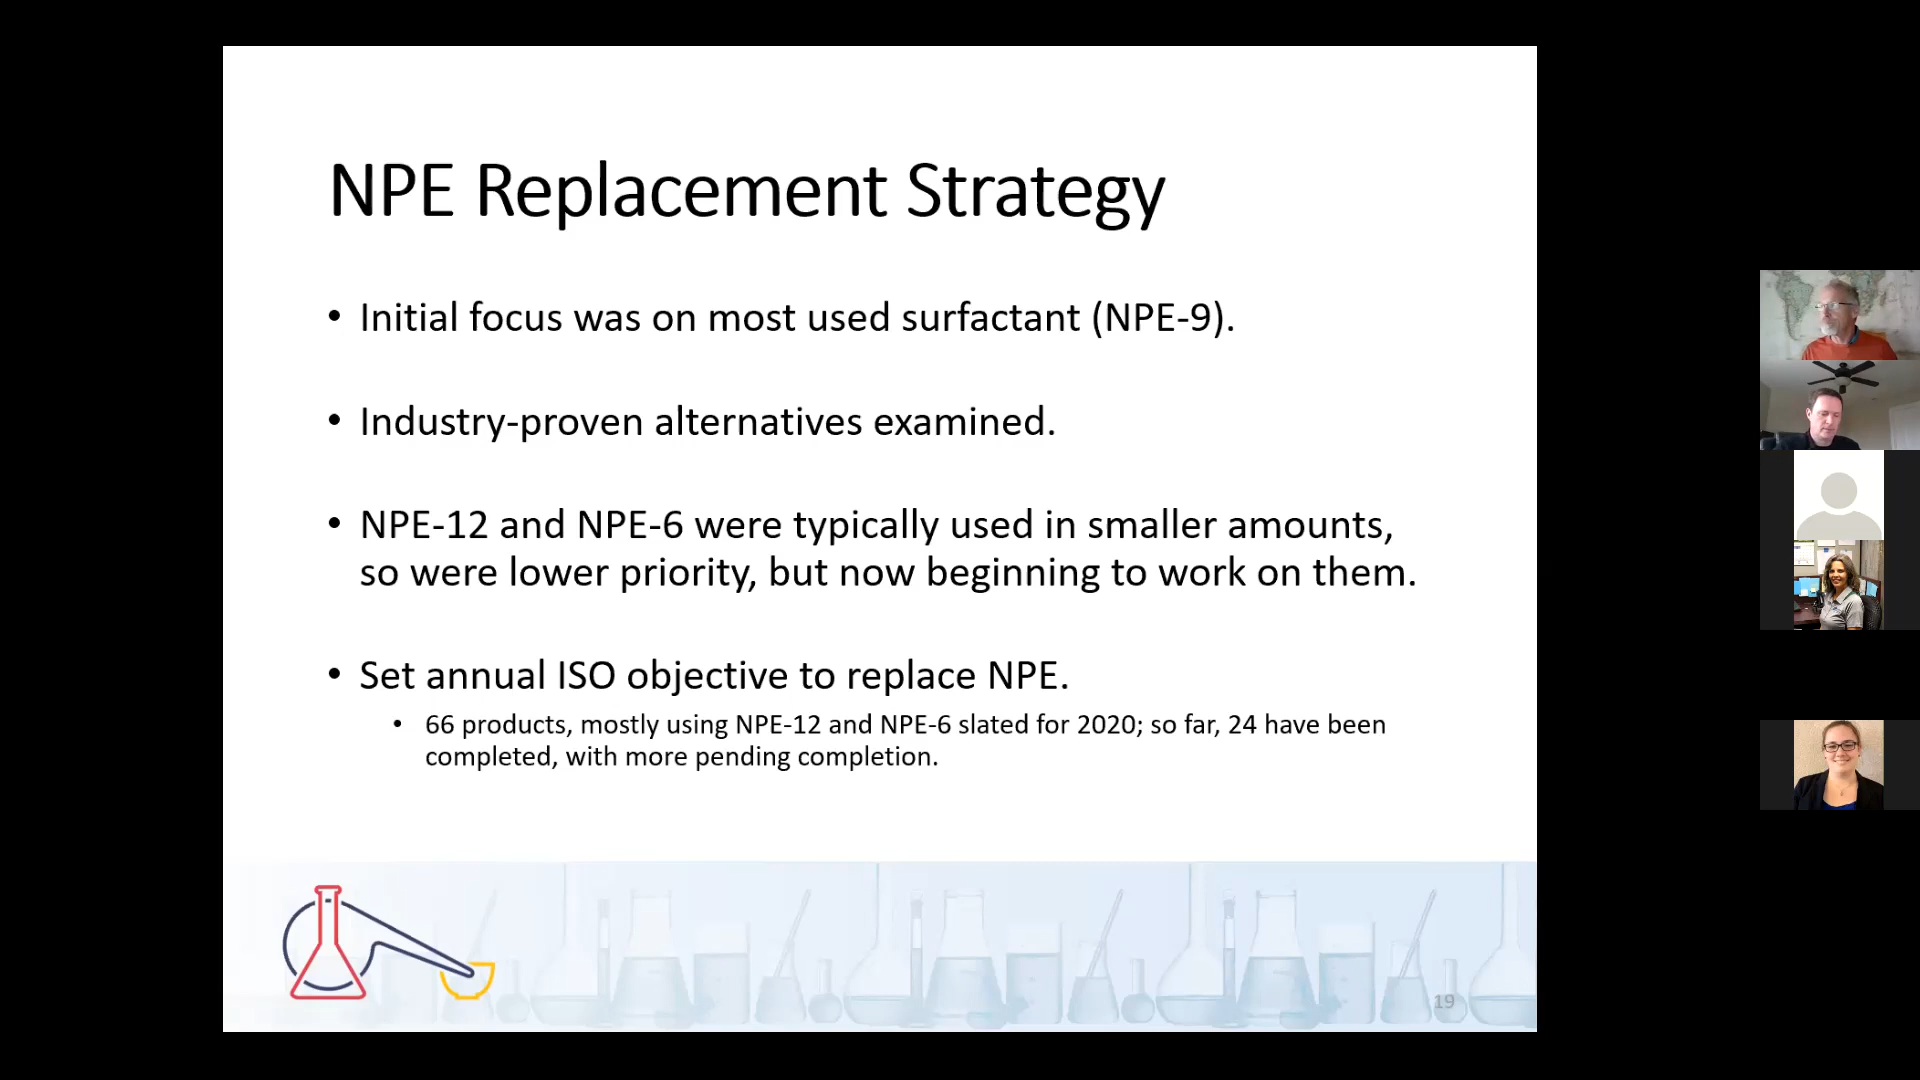 NPE Replacement Strategy
• Initial focus was on most used surfactant (NPE-9).
• Industry-proven alternatives examined.
• NPE-12 and NPE-6 were typically used in smaller amounts,
so were lower priority, but now beginning to work on them.
• Set annual ISO objective to replace NPE.
• 66 products, mostly using NPE-12 and NPE-6 slated for 2020; so far, 24 have been
completed, with more pending completion.
19